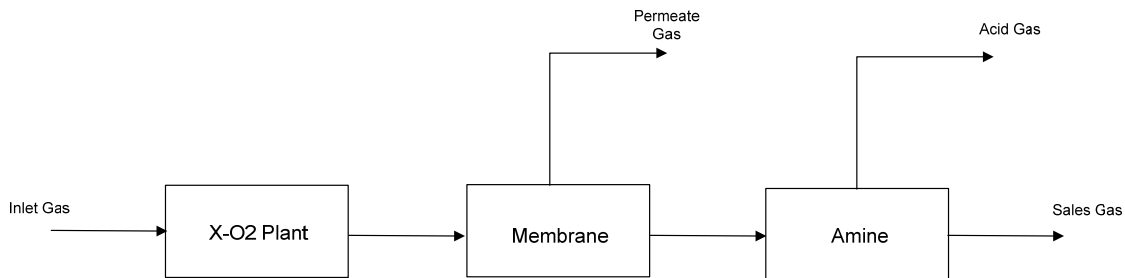 Permeate
Gas
Acid Gas
Inlet Gas
X-O2 Plant
Membrane
Amine
Sales Gas